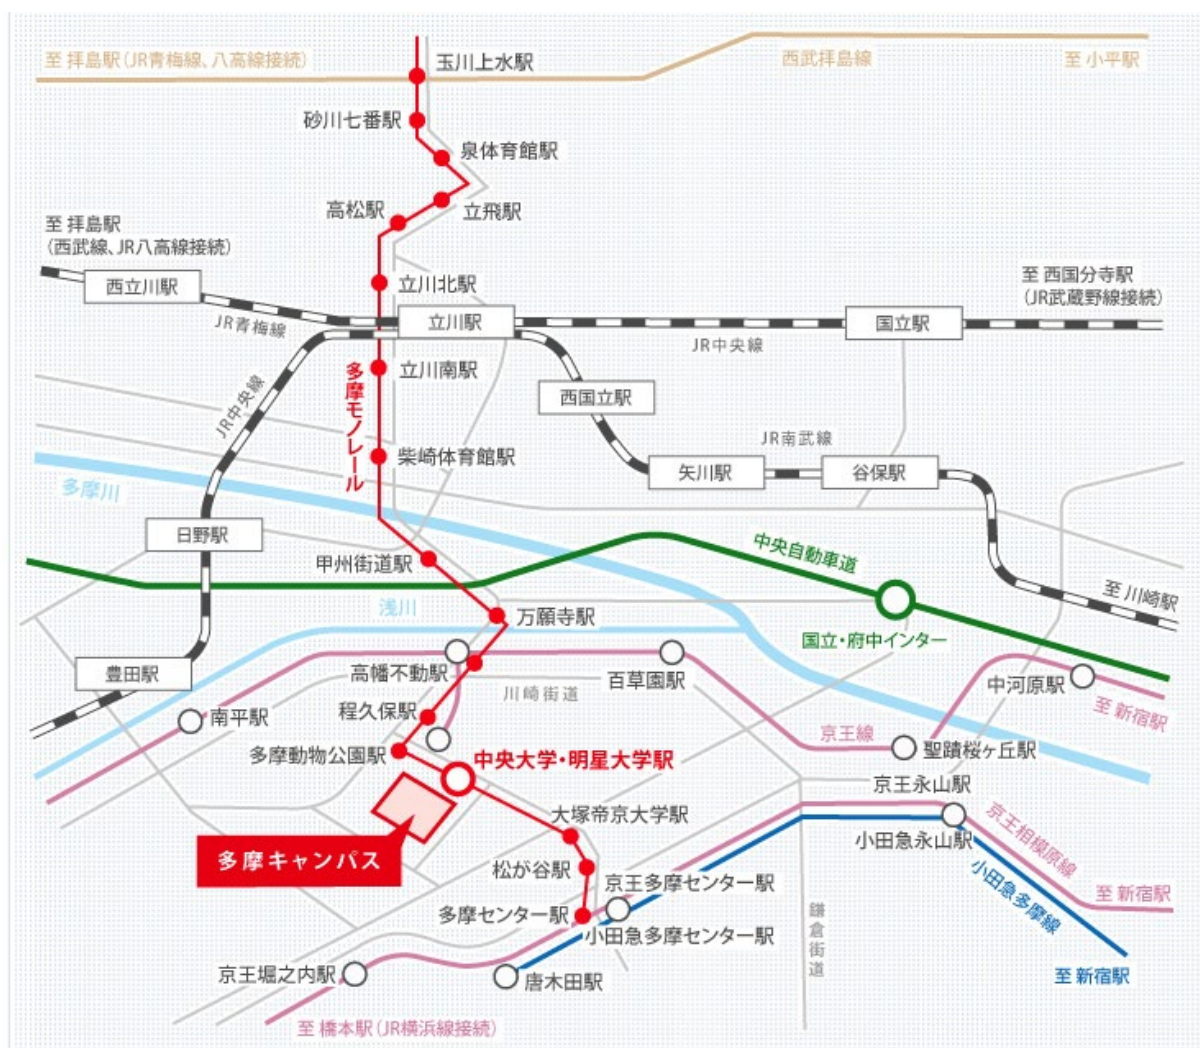 至 拝島駅（JR青梅線、八高線接続）
玉川上水駅
西武拝島線
至 小平駅
砂川七番駅
泉体育館駅
高松駅
立飛駅
至 拝島駅
（西武線、JR八高線接続）
西立川駅
立川北駅
至 西国分寺駅
（JR武蔵野線接続）
JR青梅線
立川駅
国立駅
JR中央線
立川南駅
多摩モノレール
JR中央線
西国立駅
JR南武線
柴崎体育館駅
矢川駅
谷保駅
多摩川
日野駅
甲州街道駅
中央自動車道
至 川崎駅
浅川
万願寺駅
国立・府中インター
豊田駅
高幡不動駅
川崎街道
百草園駅
中河原駅
至 新宿駅
南平駅
程久保駅
京王線
聖蹟桜ヶ丘駅
多摩動物公園駅
中央大学・明星大学駅
京王永山駅
大塚帝京大学駅
小田急永山駅
京王相模原線
多摩キャンパス
松が谷駅
京王多摩センター駅
小田急多摩線
至 新宿駅
多摩センター駅
小田急多摩センター駅
鎌倉街道
京王堀之内駅
唐木田駅
至 新宿駅
至 橋本駅（JR横浜線接続）